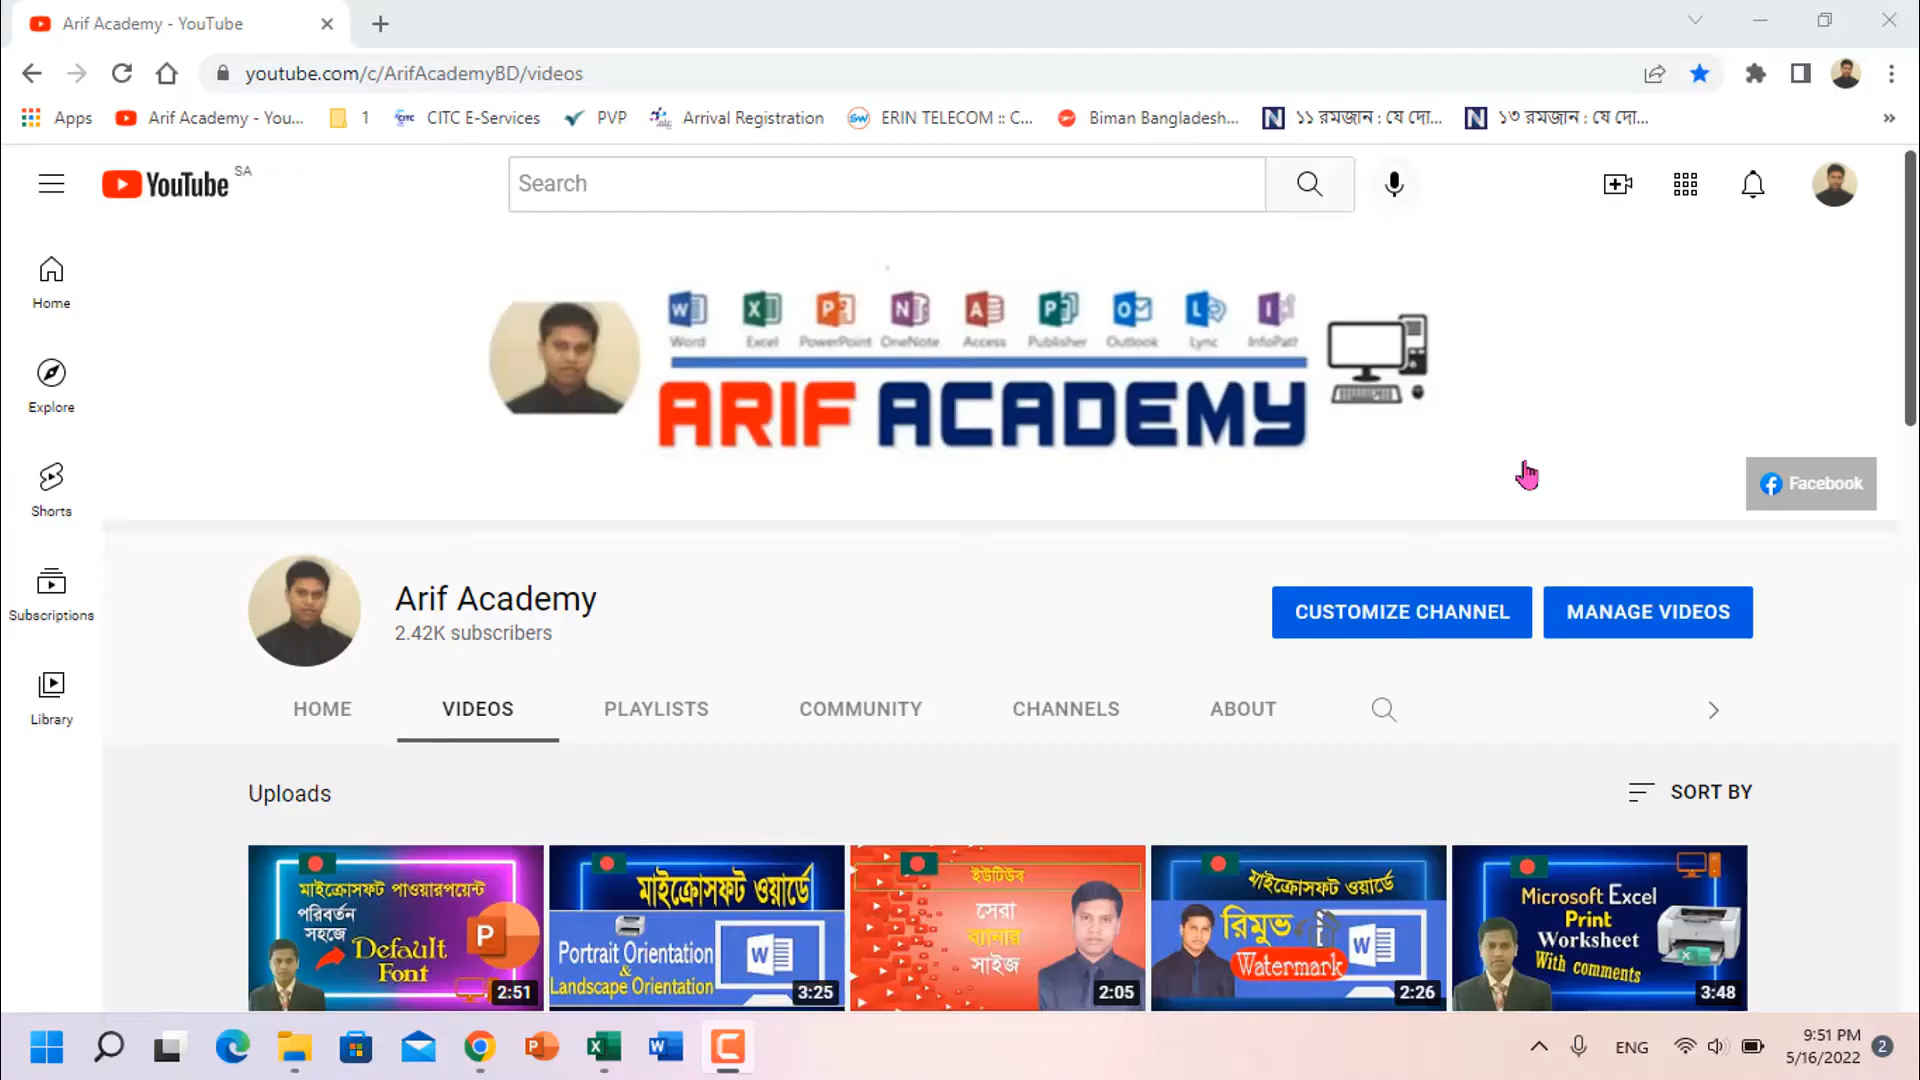 Arif Academy - YouTube
youtube.com/c/ArifAcademyBD/videos
Apps
Arif Academy - You...
1
CITC E-Services
PVP
Arrival Registration
ERIN TELECOM :: C...
Biman Bangladesh...
১১ রমজান : যে দো...
১৩ রমজান : যে দো...
YouTube SA
Search
Home
Explore
Shorts
Subscriptions
Library
Word Excel PowerPoint OneNote Access Publisher Outlook Lync InfoPath
ARIF ACADEMY
Facebook
Arif Academy
2.42K subscribers
CUSTOMIZE CHANNEL
MANAGE VIDEOS
HOME VIDEOS PLAYLISTS COMMUNITY CHANNELS ABOUT
Uploads
SORT BY
মাইক্রোসফট পাওয়ারপয়েন্ট
পরিবর্তন
সহজে
Default
Font
P
2:51
মাইক্রোসফট ওয়ার্ডে
Portrait Orientation
&
Landscape Orientation
W
3:25
ইউটিউব
সেরা
ব্যানার
সাইজ
2:05
মাইক্রোসফট ওয়ার্ডে
রিমুভ
Watermark
W
2:26
Microsoft Excel
Print
Worksheet
With comments
3:48
ENG
9:51 PM
5/16/2022
2